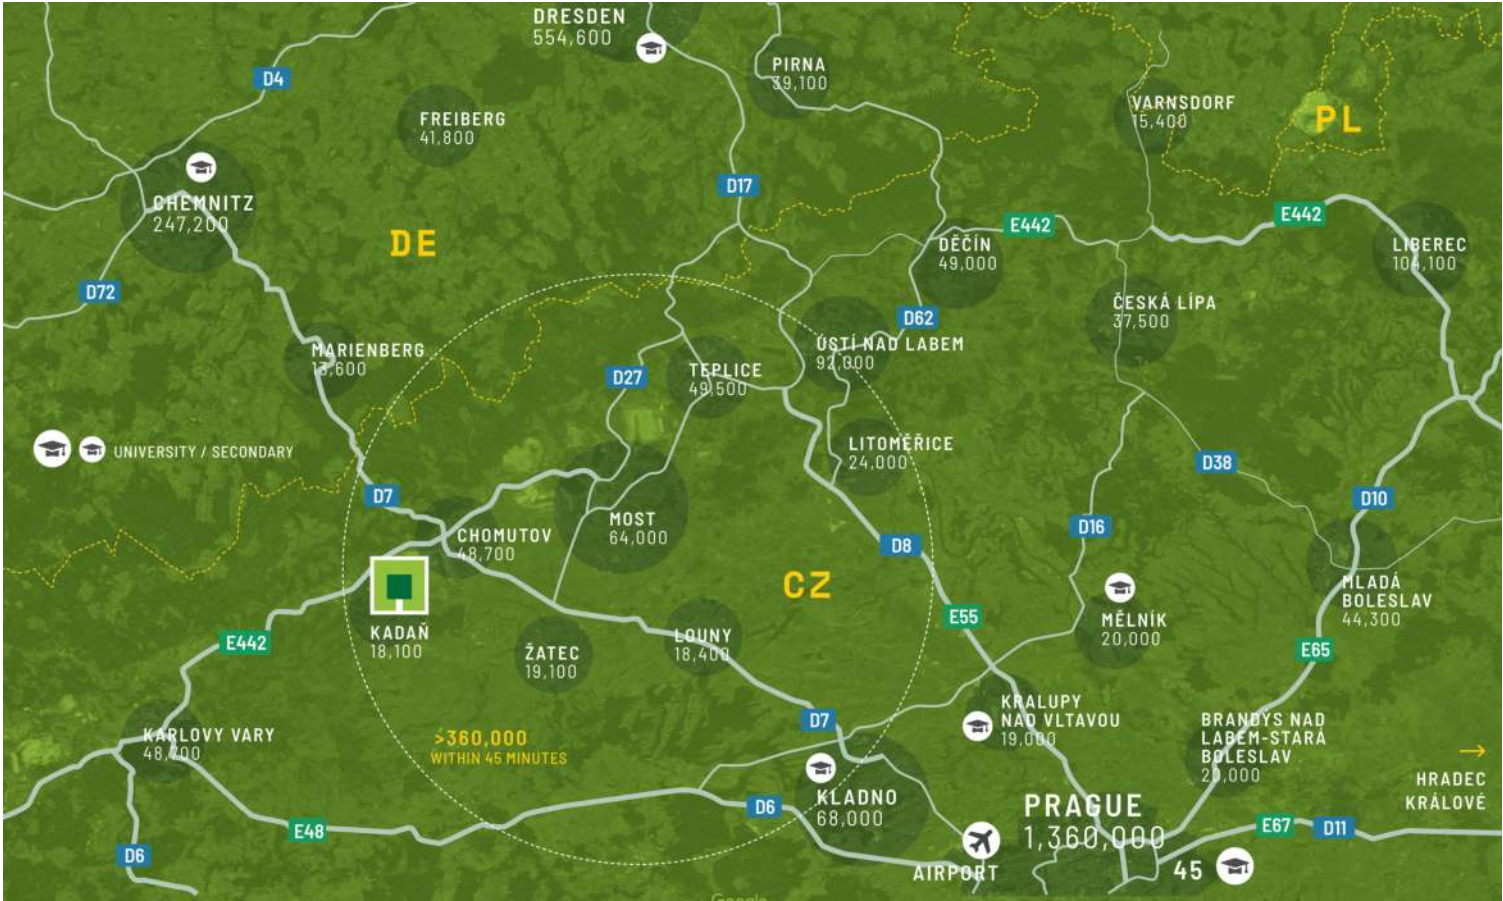 DRESDEN
554,600
PIRNA
39,100
D4
FREIBERG
41,800
VARNSDORF
15,400
PL
D17
CHEMNITZ
247,200
DE
E442
E442
DĚČÍN
49,000
LIBEREC
104,100
D72
ČESKÁ LÍPA
37,500
D62
MARIENBERG
13,600
ÚSTÍ NAD LABEM
92,000
D27
TEPLICE
49,500
UNIVERSITY / SECONDARY
LITOMĚŘICE
24,000
D38
D7
D10
CHOMUTOV
48,700
MOST
64,000
D16
D8
CZ
MLADÁ
BOLESLAV
44,300
KADAŇ
18,100
E442
ŽATEC
19,100
LOUNY
18,400
E55
MĚLNÍK
20,000
E65
KARLOVY VARY
48,700
>360,000
WITHIN 45 MINUTES
D7
KRALUPY
NAD VLTAVOU
19,000
BRANDÝS NAD
LABEM-STARÁ
BOLESLAV
20,000
→
HRADEC
KRÁLOVÉ
KLADNO
68,000
D6
PRAGUE
1,360,000
E48
E67
D11
D6
AIRPORT
45
Google